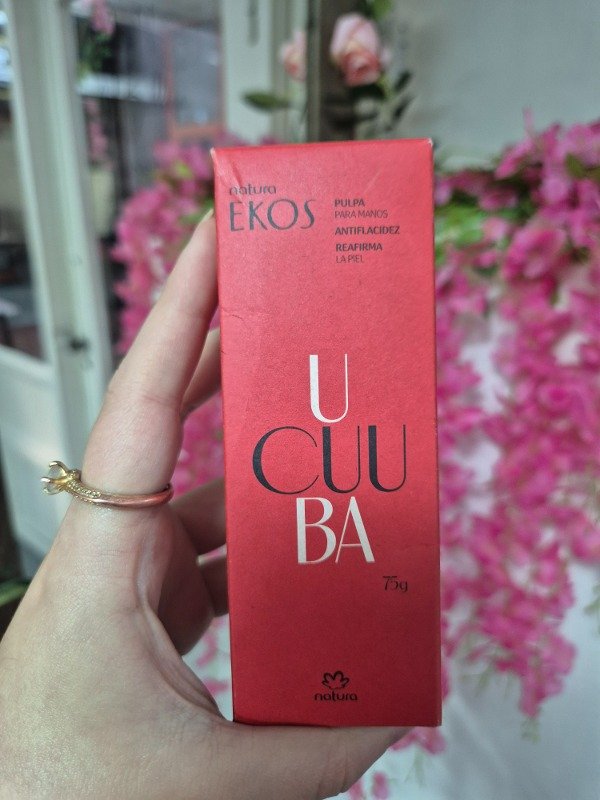 natura
EKOS
PULPA
PARA MANOS
ANTIFLACIDEZ
REAFIRMA
LA PIEL
U
CUU
BA
75g
natura